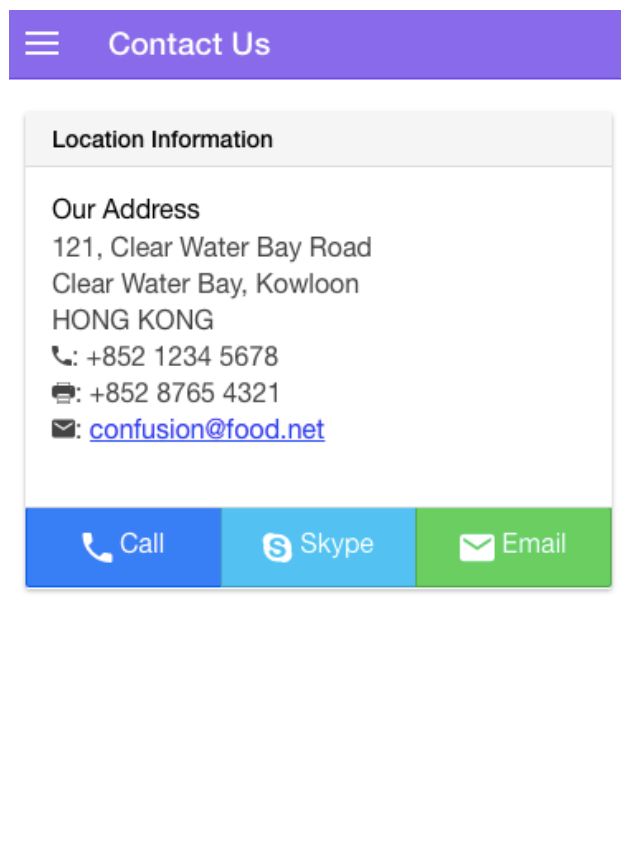 Contact Us
Location Information
Our Address
121, Clear Water Bay Road
Clear Water Bay, Kowloon
HONG KONG
: +852 1234 5678
: +852 8765 4321
: confusion@food.net
Call Skype Email